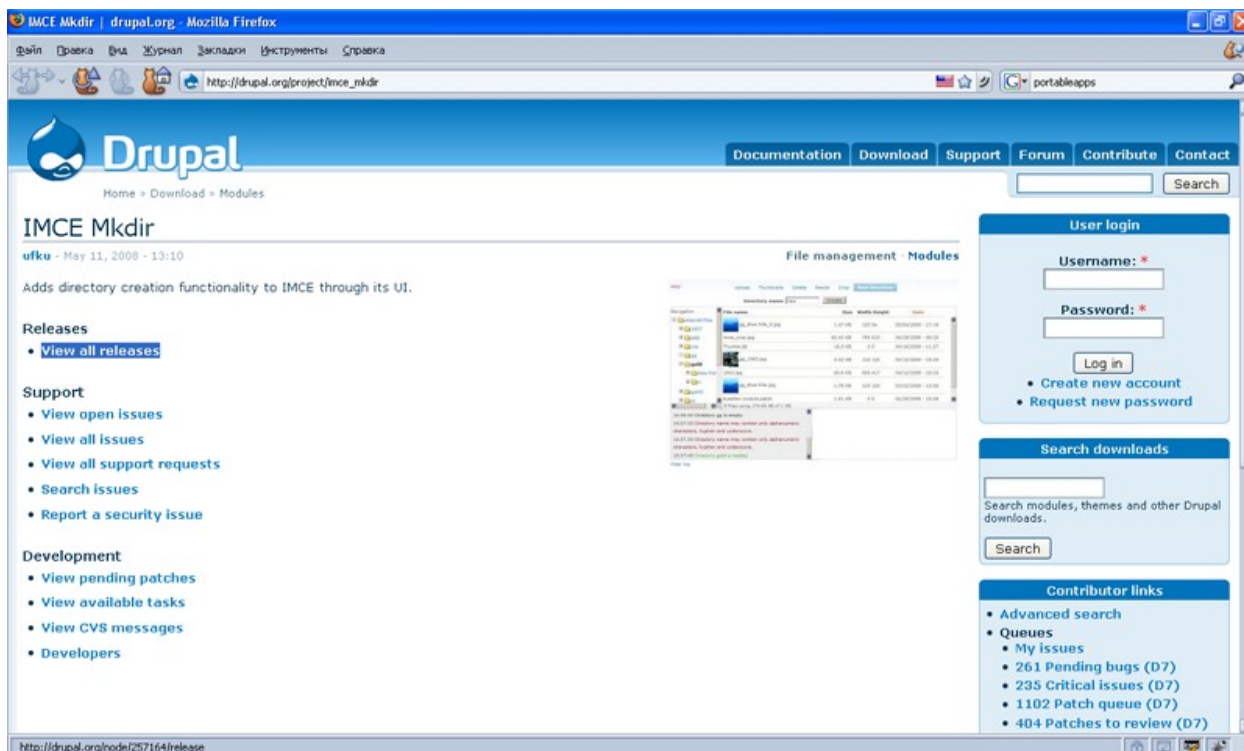 IMCE Mkdir | drupal.org - Mozilla Firefox
Файл Правка Вид Журнал Закладки Инструменты Справка
http://drupal.org/project/imce_mkdir
portableapps
Drupal
Documentation Download Support Forum Contribute Contact
Home » Download » Modules
Search
IMCE Mkdir
ufku - May 11, 2008 - 13:10
File management · Modules
Adds directory creation functionality to IMCE through its UI.
Releases
• View all releases
Support
• View open issues
• View all issues
• View all support requests
• Search issues
• Report a security issue
Development
• View pending patches
• View available tasks
• View CVS messages
• Developers
Directory name
File name
User login
Username: *
Password: *
Log in
• Create new account
• Request new password
Search downloads
Search modules, themes and other Drupal
downloads.
Search
Contributor links
• Advanced search
• Queues
• My issues
• 261 Pending bugs (D7)
• 235 Critical issues (D7)
• 1102 Patch queue (D7)
• 404 Patches to review (D7)
http://drupal.org/node/257164/release